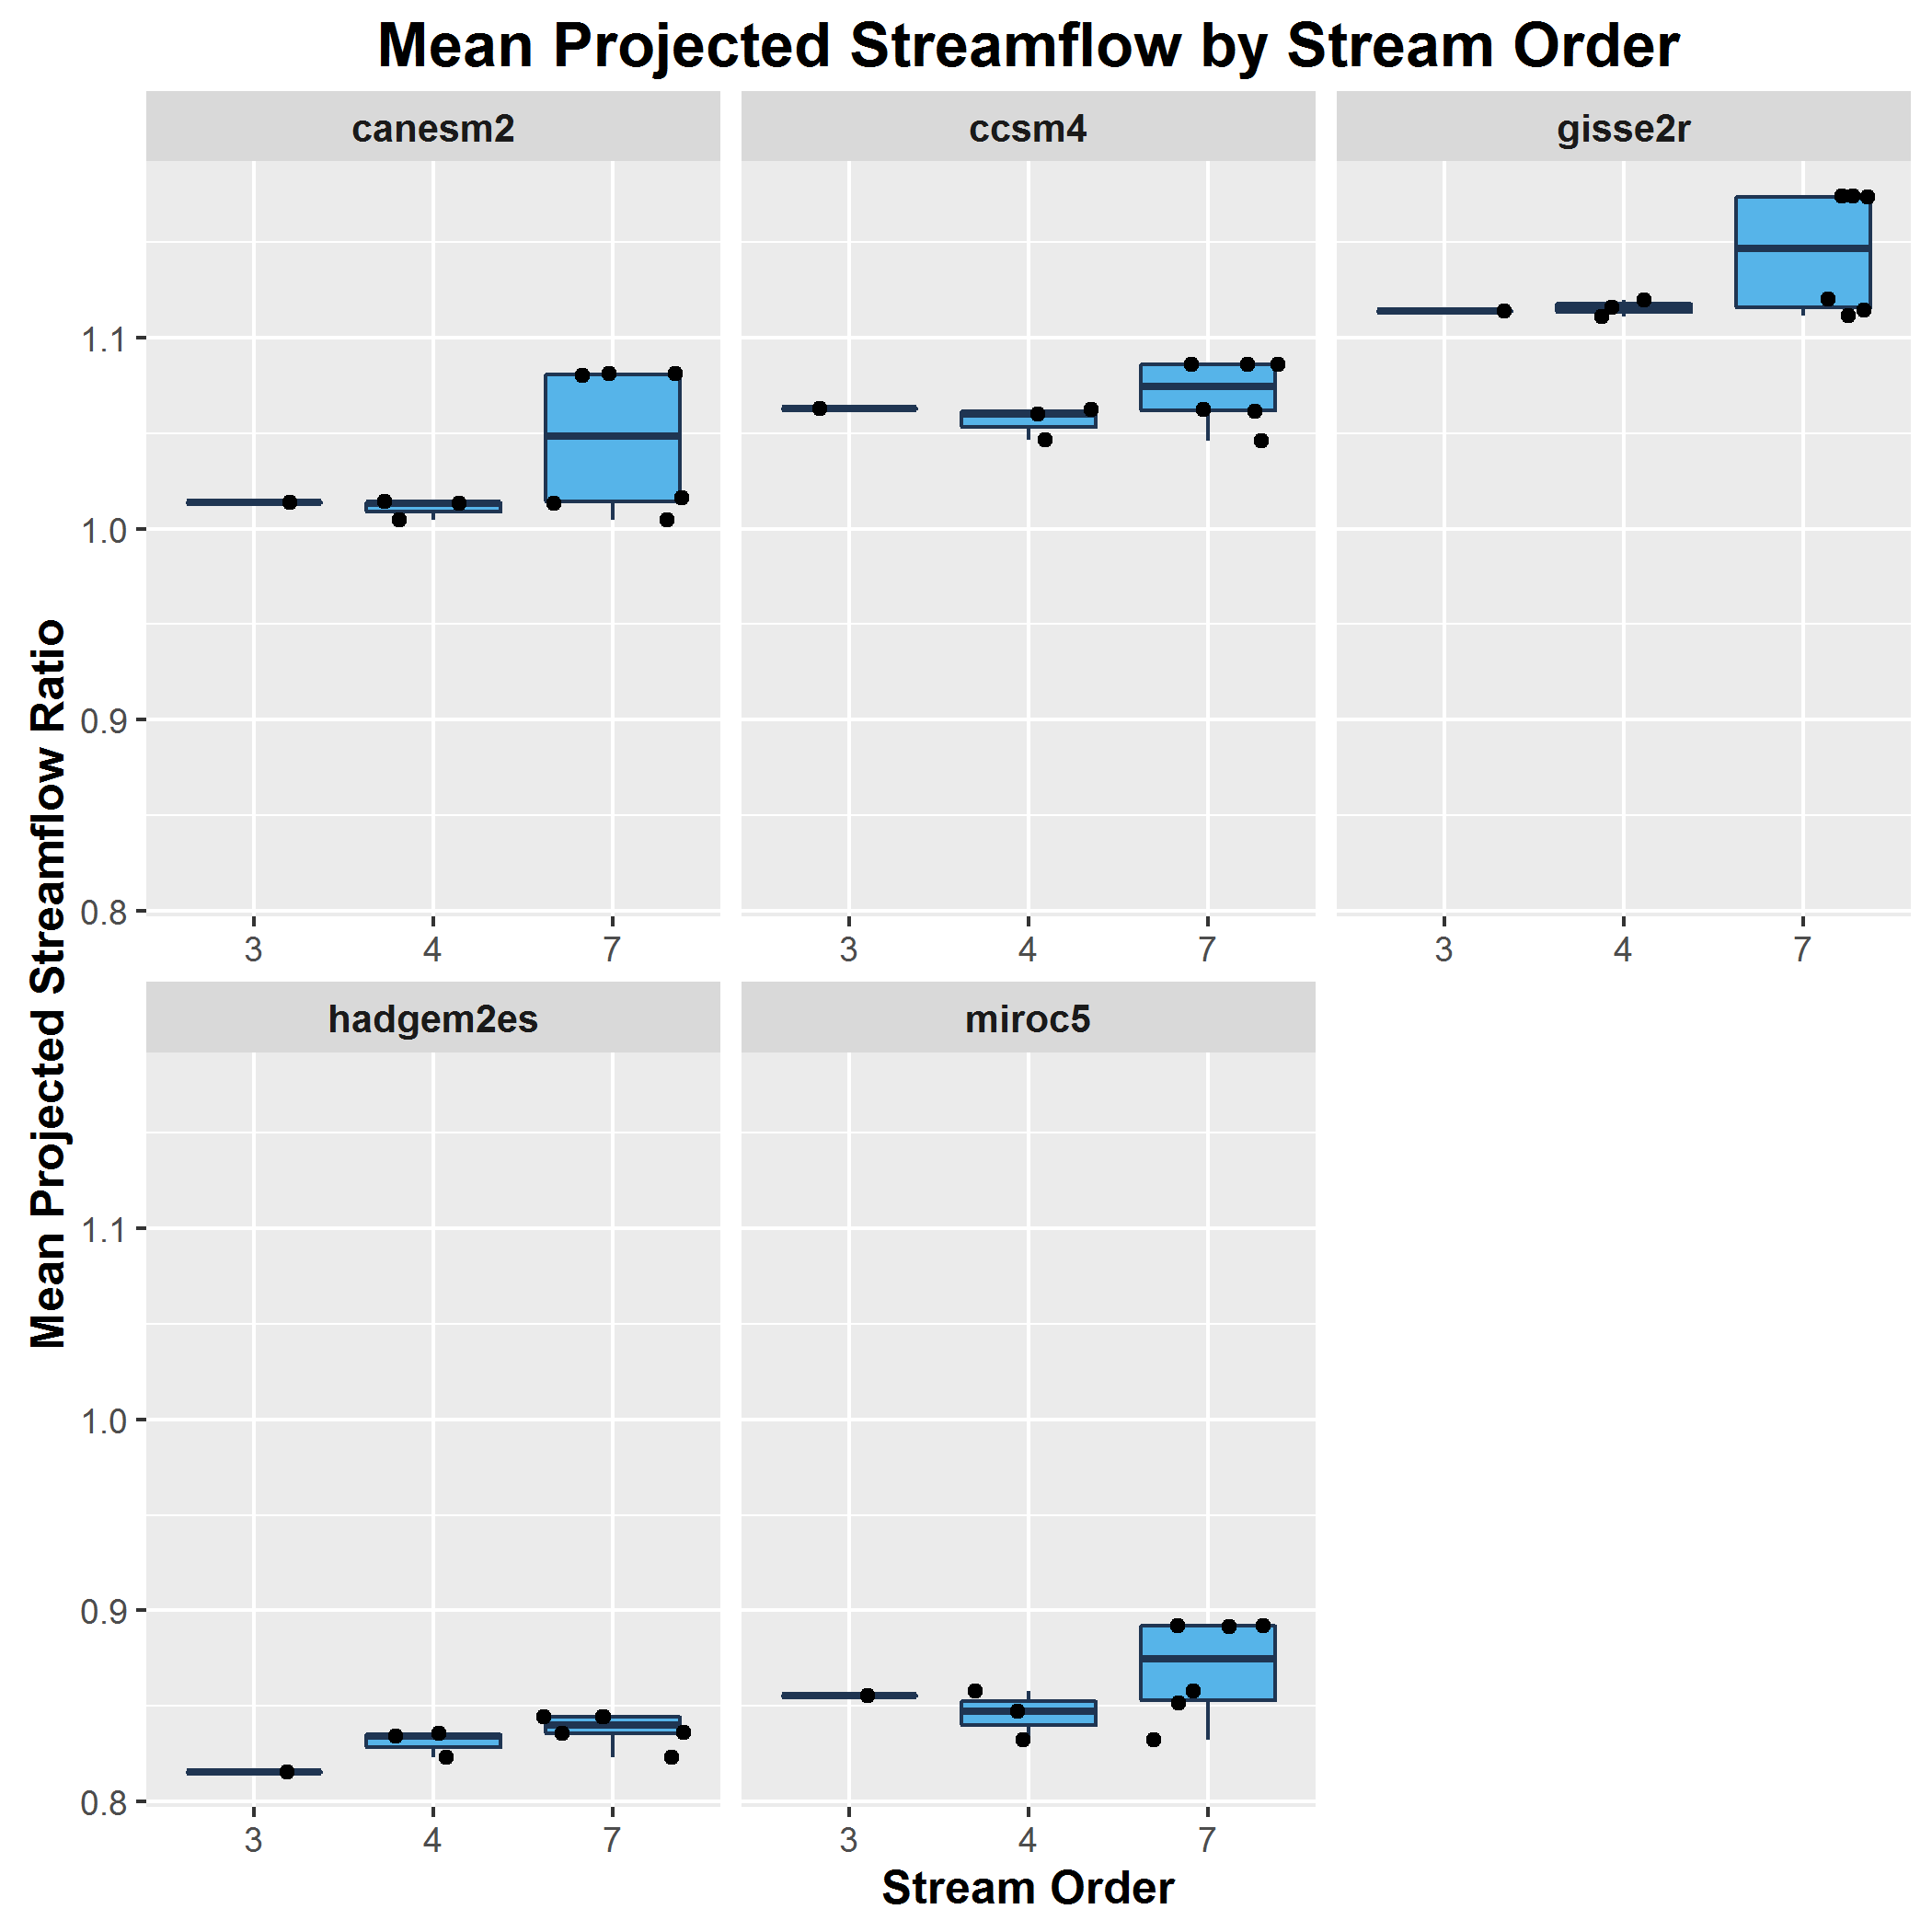 Mean Projected Streamflow by Stream Order
canesm2
ccsm4
gisse2r
Mean Projected Streamflow Ratio
1.1
1.0
0.9
0.8
3 4 7
3 4 7
3 4 7
hadgem2es
miroc5
1.1
1.0
0.9
0.8
3 4 7
3 4 7
Stream Order